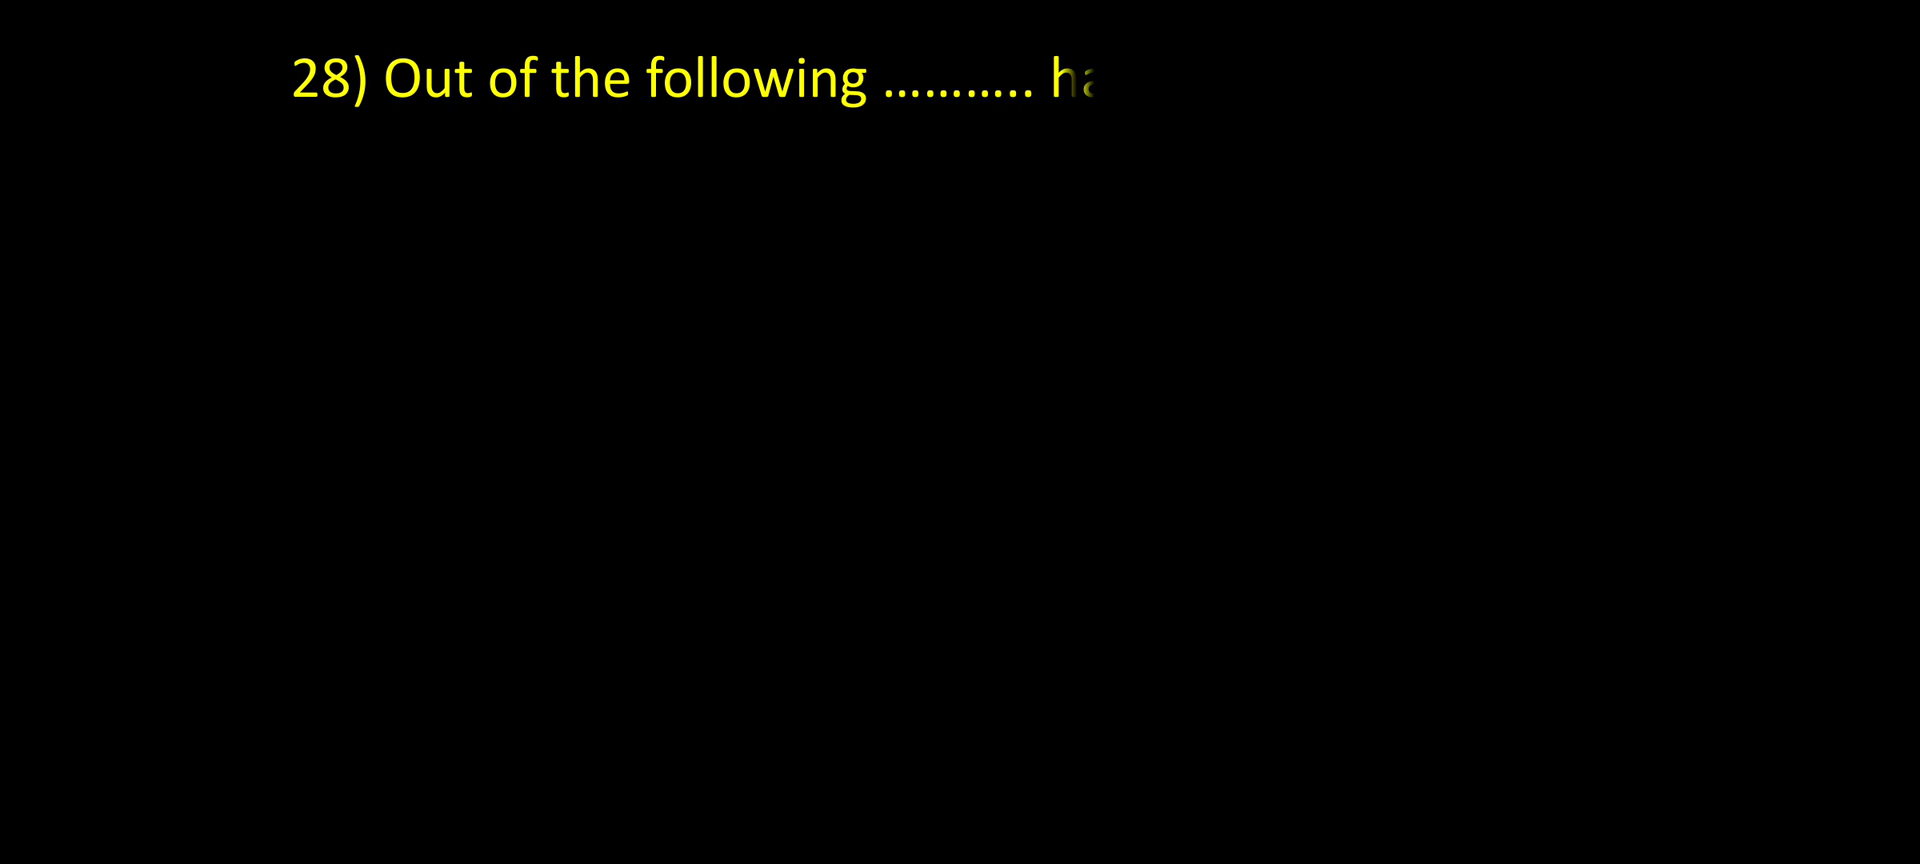 28) Out of the following ………..